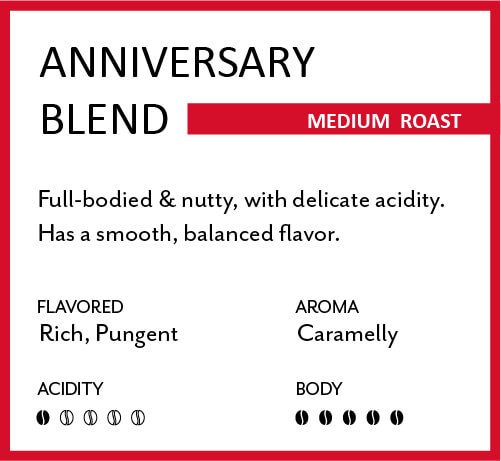 ANNIVERSARY
BLEND
MEDIUM ROAST
Full-bodied & nutty, with delicate acidity.
Has a smooth, balanced flavor.
FLAVORED
Rich, Pungent
AROMA
Caramelly
ACIDITY
BODY